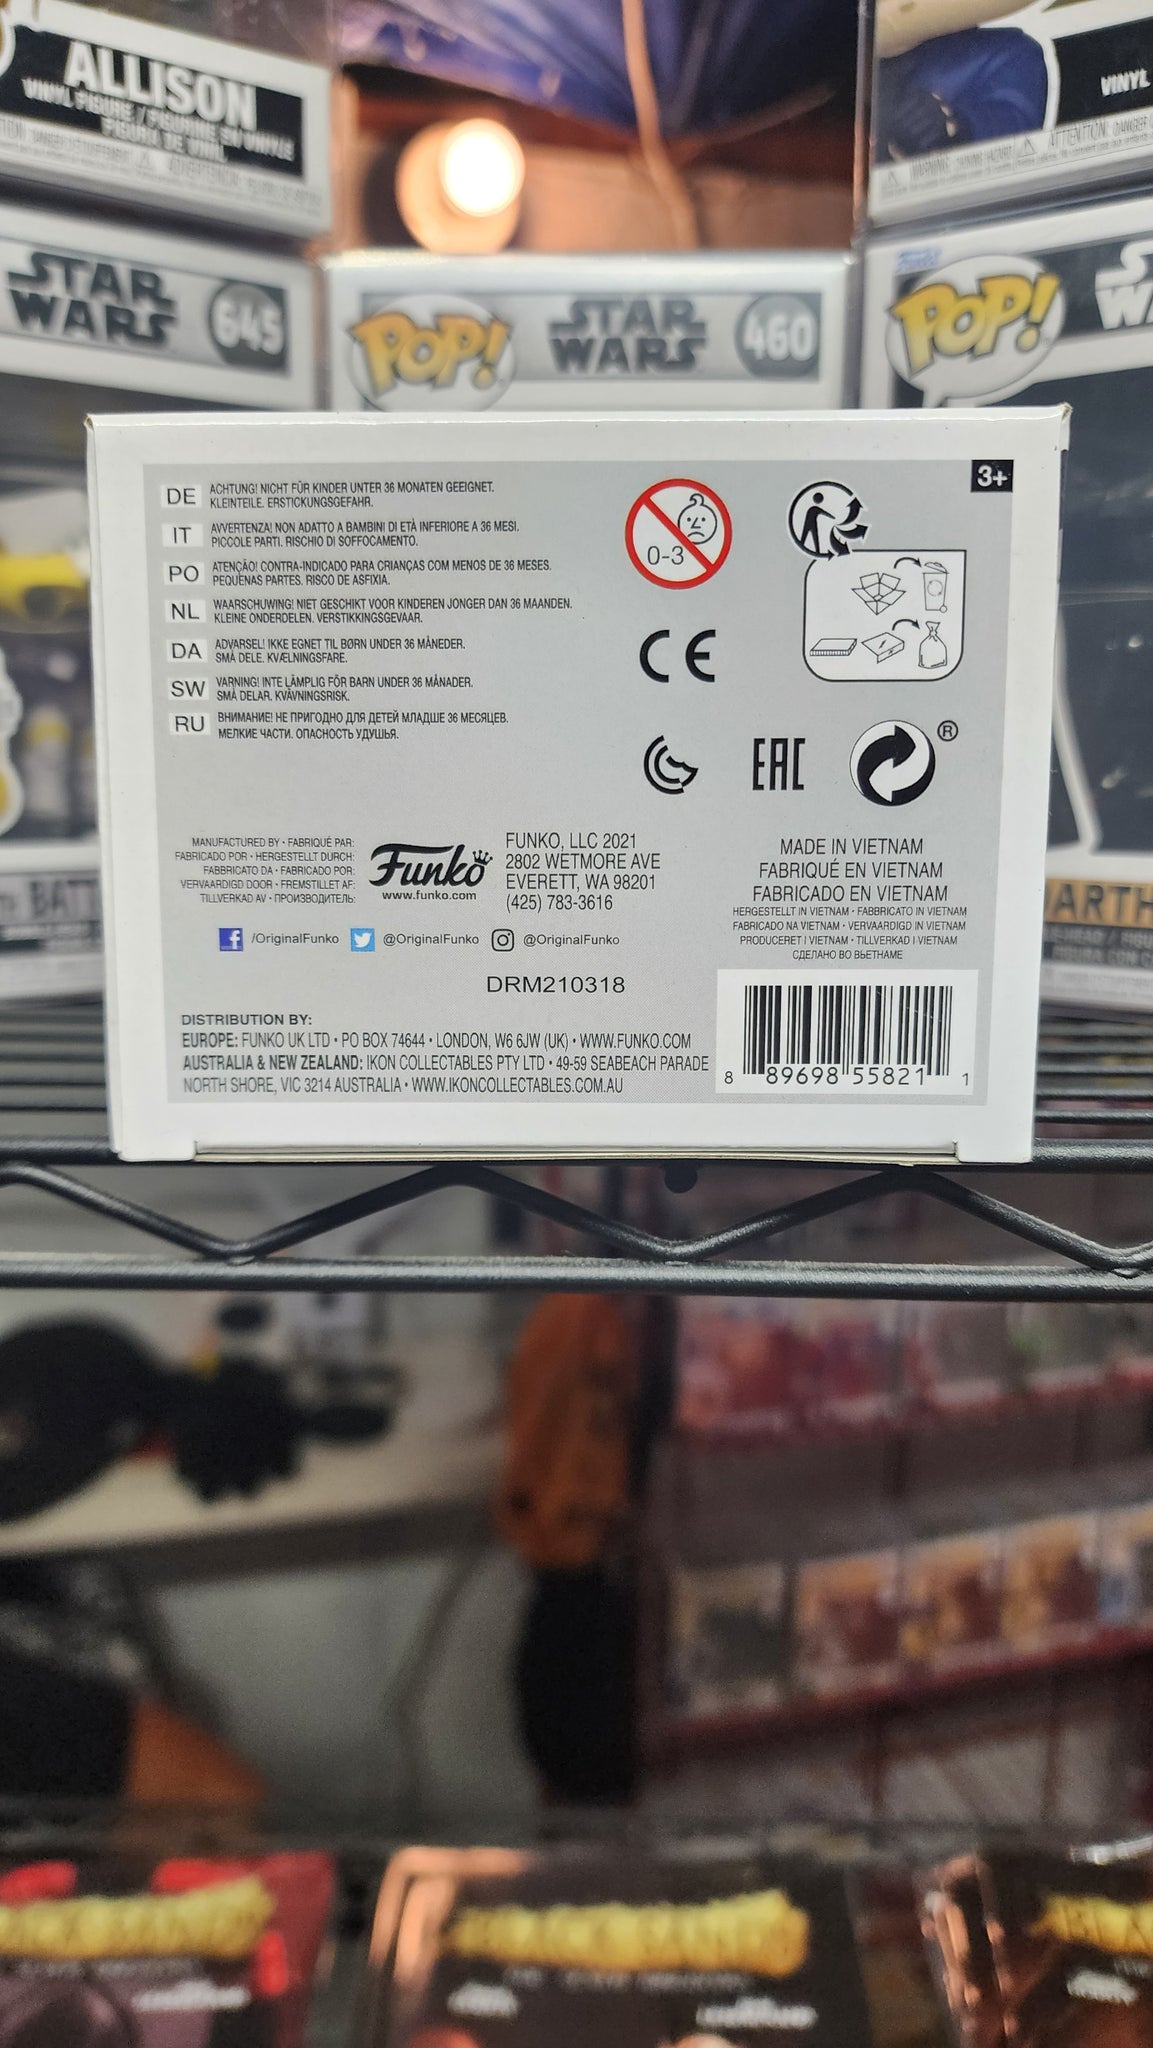 ALLISON
VINYL FIGURE / FIGURINE EN VINYLE
FIGURA DE VINIL
VINYL
WARNING:
ATTENTION:
STAR
WARS
645
POP!
STAR
WARS
460
POP!
3+
DE ACHTUNG! NICHT FÜR KINDER UNTER 36 MONATEN GEEIGNET.
KLEINTEILE. ERSTICKUNGSGEFAHR.
IT AVVERTENZA! NON ADATTO A BAMBINI DI ETÀ INFERIORE A 36 MESI.
PICCOLE PARTI. RISCHIO DI SOFFOCAMENTO.
PO ATENÇÃO! CONTRA-INDICADO PARA CRIANÇAS COM MENOS DE 36 MESES.
PEQUENAS PARTES. RISCO DE ASFIXIA.
NL WAARSCHUWING! NIET GESCHIKT VOOR KINDEREN JONGER DAN 36 MAANDEN.
KLEINE ONDERDELEN. VERSTIKKINGSGEVAAR.
DA ADVARSEL! IKKE EGNET TIL BØRN UNDER 36 MÅNEDER.
SMÅ DELE. KVÆLNINGSFARE.
SW VARNING! INTE LÄMPLIG FÖR BARN UNDER 36 MÅNADER.
SMÅ DELAR. KVÄVNINGSRISK.
RU ВНИМАНИЕ! НЕ ПРИГОДНО ДЛЯ ДЕТЕЙ МЛАДШЕ 36 МЕСЯЦЕВ.
МЕЛКИЕ ЧАСТИ. ОПАСНОСТЬ УДУШЬЯ.
0-3
CE
EAC
®
MANUFACTURED BY • FABRIQUÉ PAR:
FABRICADO POR • HERGESTELLT DURCH:
FABBRICATO DA • FABRICADO POR:
VERVAARDIGD DOOR • FREMSTILLET AF:
TILLVERKAD AV • ПРОИЗВОДИТЕЛЬ:
Funko
www.funko.com
FUNKO, LLC 2021
2802 WETMORE AVE
EVERETT, WA 98201
(425) 783-3616
/OriginalFunko @OriginalFunko @OriginalFunko
MADE IN VIETNAM
FABRIQUÉ EN VIETNAM
FABRICADO EN VIETNAM
HERGESTELLT IN VIETNAM • FABBRICATO IN VIETNAM
FABRICADO NA VIETNAM • VERVAARDIGD IN VIETNAM
PRODUCERET I VIETNAM • TILLVERKAD I VIETNAM
СДЕЛАНО ВО ВЬЕТНАМЕ
DRM210318
DISTRIBUTION BY:
EUROPE: FUNKO UK LTD • PO BOX 74644 • LONDON, W6 6JW (UK) • WWW.FUNKO.COM
AUSTRALIA & NEW ZEALAND: IKON COLLECTABLES PTY LTD • 49-59 SEABEACH PARADE
NORTH SHORE, VIC 3214 AUSTRALIA • WWW.IKONCOLLECTABLES.COM.AU
8 89698 55821 1